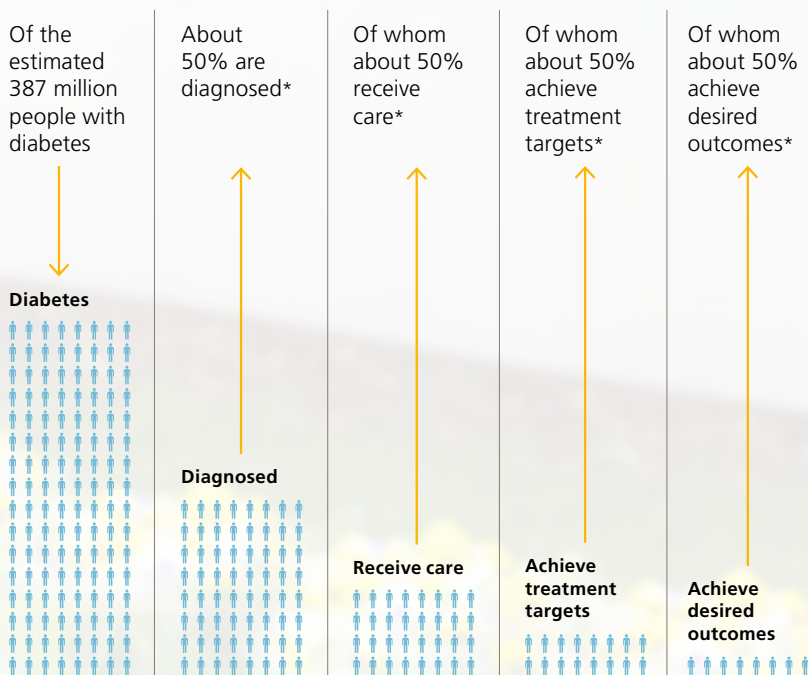 Of the
estimated
387 million
people with
diabetes
About
50% are
diagnosed*
Of whom
about 50%
receive
care*
Of whom
about 50%
achieve
treatment
targets*
Of whom
about 50%
achieve
desired
outcomes*
Diabetes
Diagnosed
Receive care
Achieve
treatment
targets
Achieve
desired
outcomes